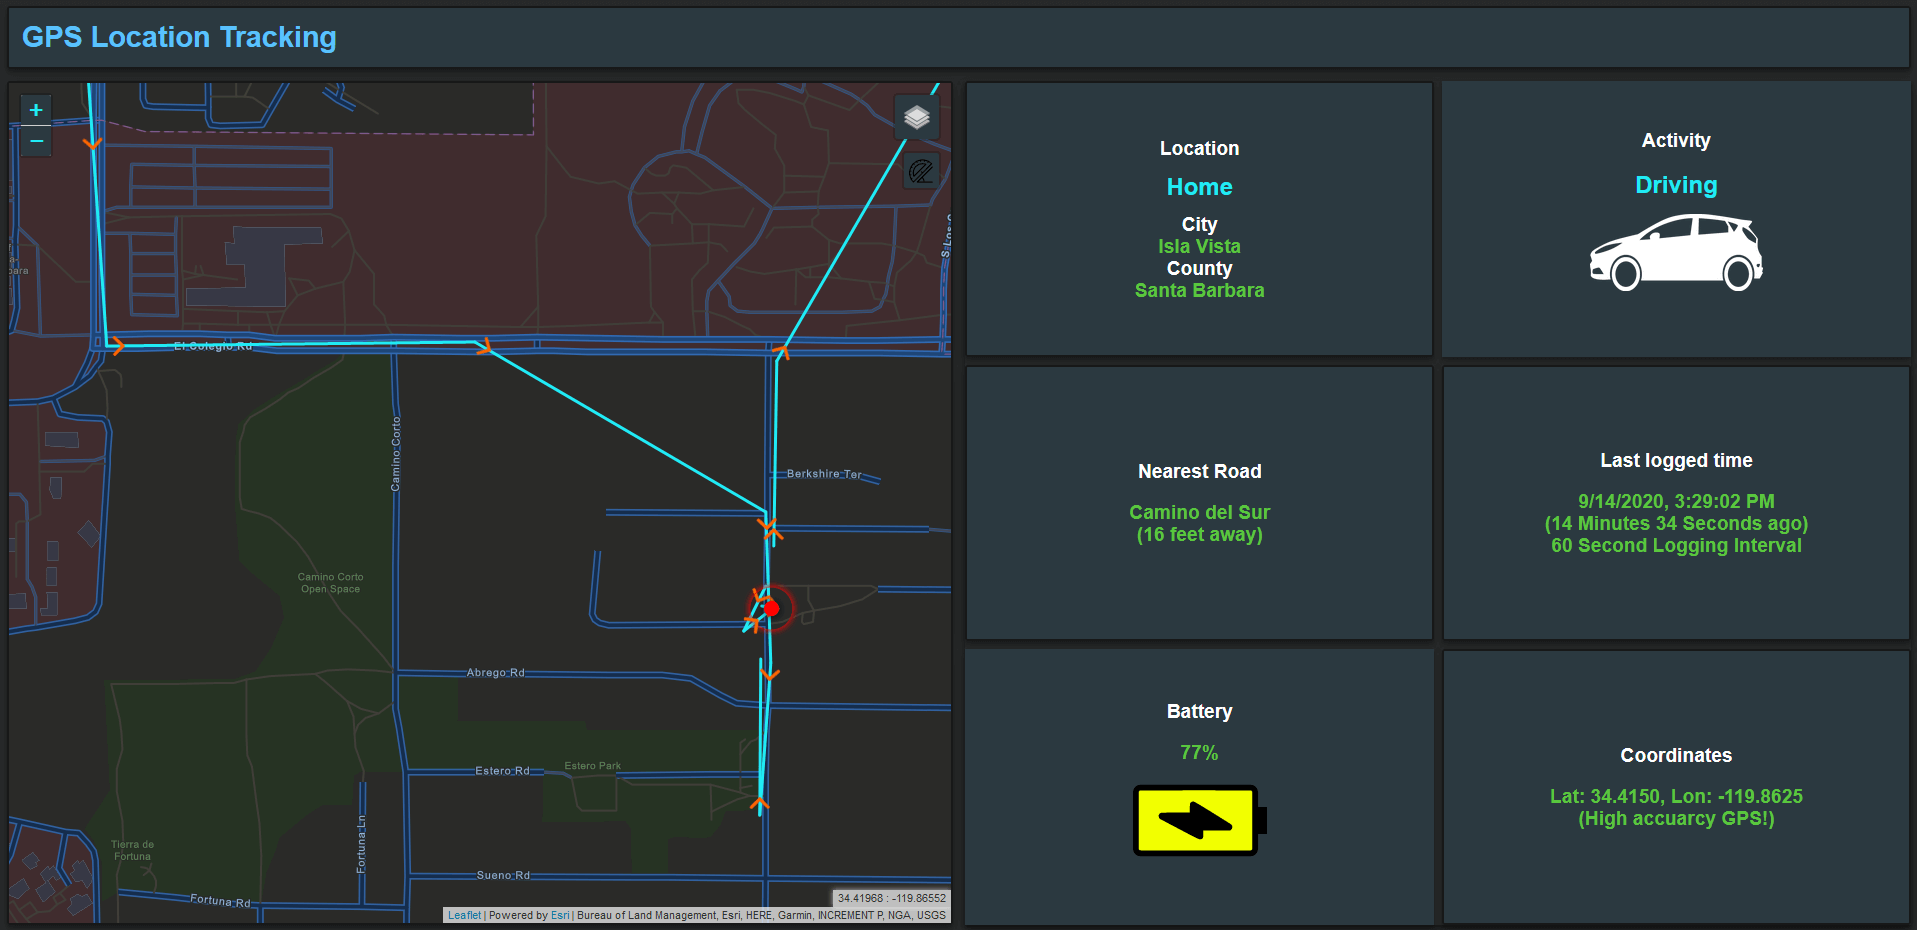 GPS Location Tracking
+
−
El Colegio Rd
Camino Corto
Berkshire Ter
Camino Corto
Open Space
Abrego Rd
Estero Rd
Estero Park
Fortuna Ln
Tierra de
Fortuna
Sueno Rd
Fortuna Rd
34.41968 : -119.86552
Leaflet | Powered by Esri | Bureau of Land Management, Esri, HERE, Garmin, INCREMENT P, NGA, USGS
Location
Home
City
Isla Vista
County
Santa Barbara
Activity
Driving
Nearest Road
Camino del Sur
(16 feet away)
Last logged time
9/14/2020, 3:29:02 PM
(14 Minutes 34 Seconds ago)
60 Second Logging Interval
Battery
77%
Coordinates
Lat: 34.4150, Lon: -119.8625
(High accuarcy GPS!)